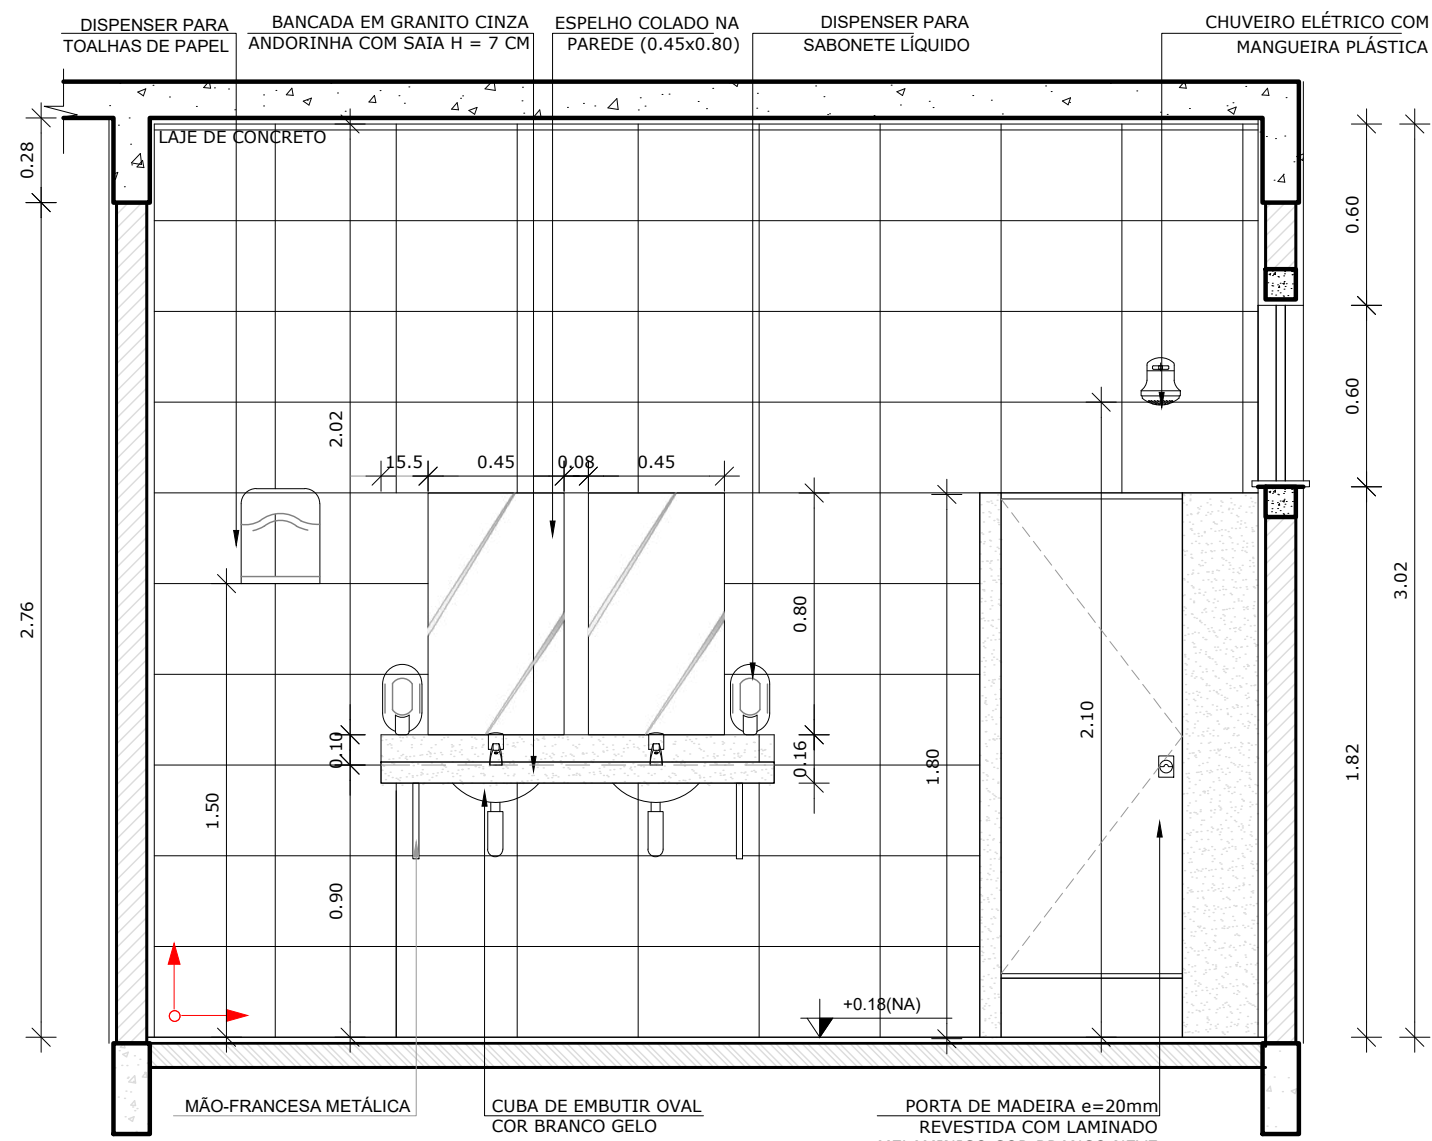 DISPENSER PARA
TOALHAS DE PAPEL
BANCADA EM GRANITO CINZA
ANDORINHA COM SAIA H = 7 CM
ESPELHO COLADO NA
PAREDE (0.45x0.80)
DISPENSER PARA
SABONETE LÍQUIDO
CHUVEIRO ELÉTRICO COM
MANGUEIRA PLÁSTICA
LAJE DE CONCRETO
0.28
2.76
2.02
15.5
0.45
0.08
0.45
0.60
0.60
3.02
1.82
0.80
0.10
0.16
1.50
0.90
1.80
2.10
+0.18(NA)
MÃO-FRANCESA METÁLICA
CUBA DE EMBUTIR OVAL
COR BRANCO GELO
PORTA DE MADEIRA e=20mm
REVESTIDA COM LAMINADO